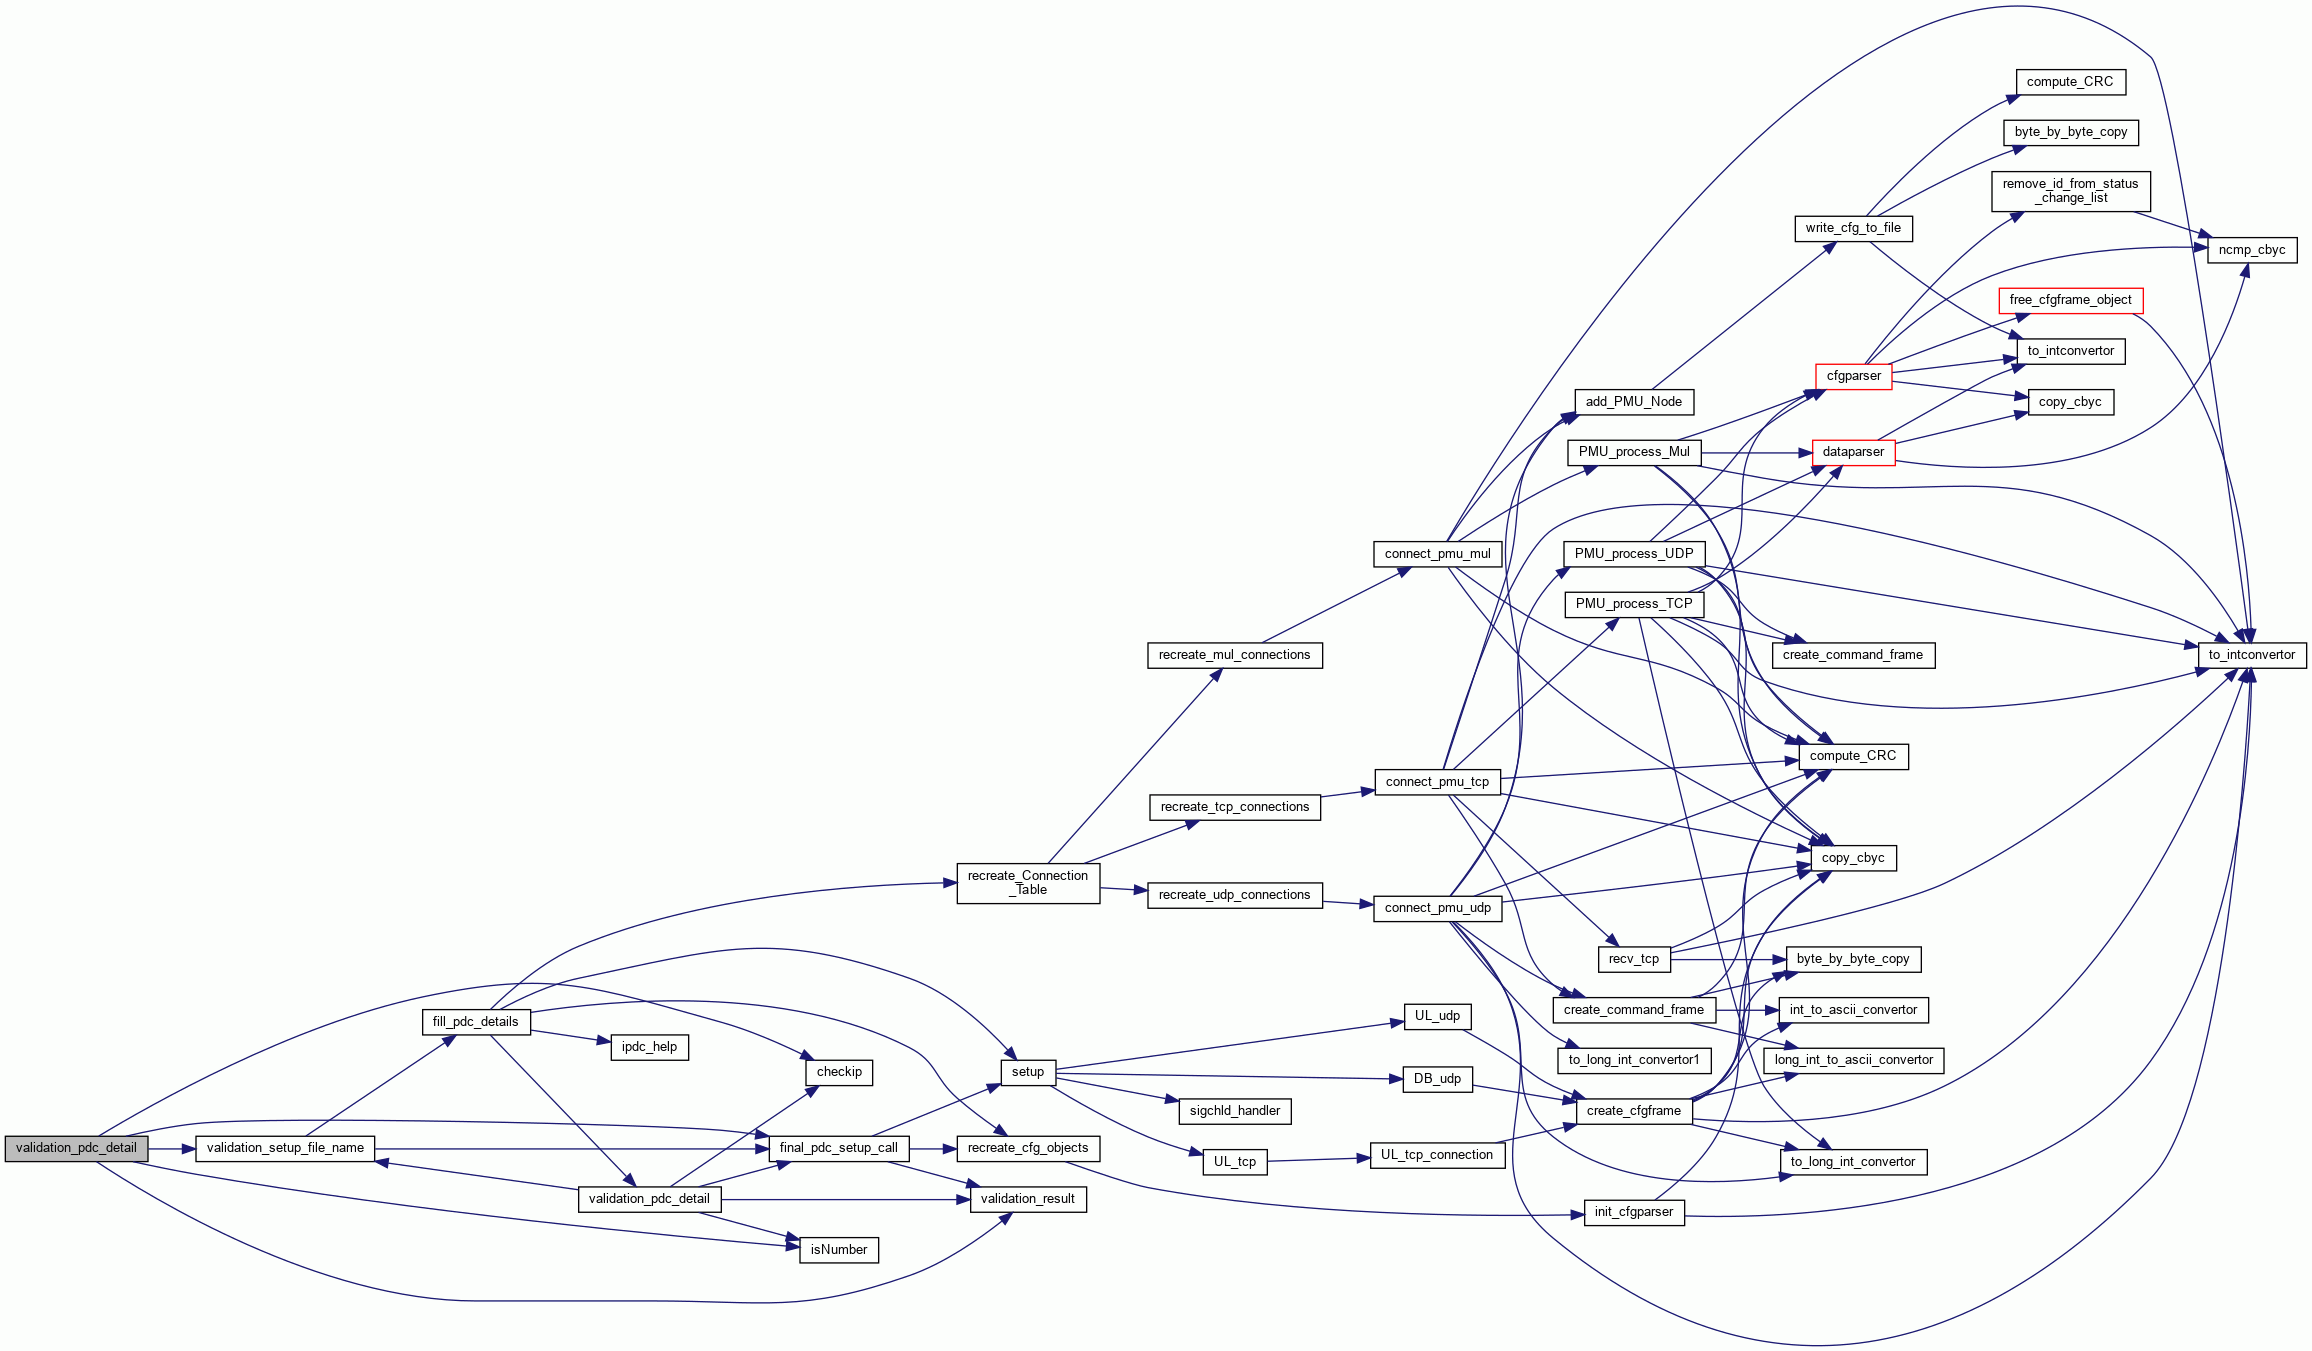 compute_CRC
byte_by_byte_copy
remove_id_from_status
_change_list
write_cfg_to_file
ncmp_cbyc
free_cfgframe_object
to_intconvertor
cfgparser
add_PMU_Node
copy_cbyc
PMU_process_Mul
dataparser
connect_pmu_mul
PMU_process_UDP
PMU_process_TCP
recreate_mul_connections
create_command_frame
to_intconvertor
compute_CRC
connect_pmu_tcp
recreate_tcp_connections
copy_cbyc
recreate_Connection
_Table
recreate_udp_connections
connect_pmu_udp
recv_tcp
byte_by_byte_copy
create_command_frame
int_to_ascii_convertor
UL_udp
fill_pdc_details
ipdc_help
to_long_int_convertor1
long_int_to_ascii_convertor
checkip
setup
DB_udp
sigchld_handler
create_cfgframe
validation_pdc_detail
validation_setup_file_name
final_pdc_setup_call
recreate_cfg_objects
UL_tcp
UL_tcp_connection
to_long_int_convertor
validation_pdc_detail
validation_result
init_cfgparser
isNumber